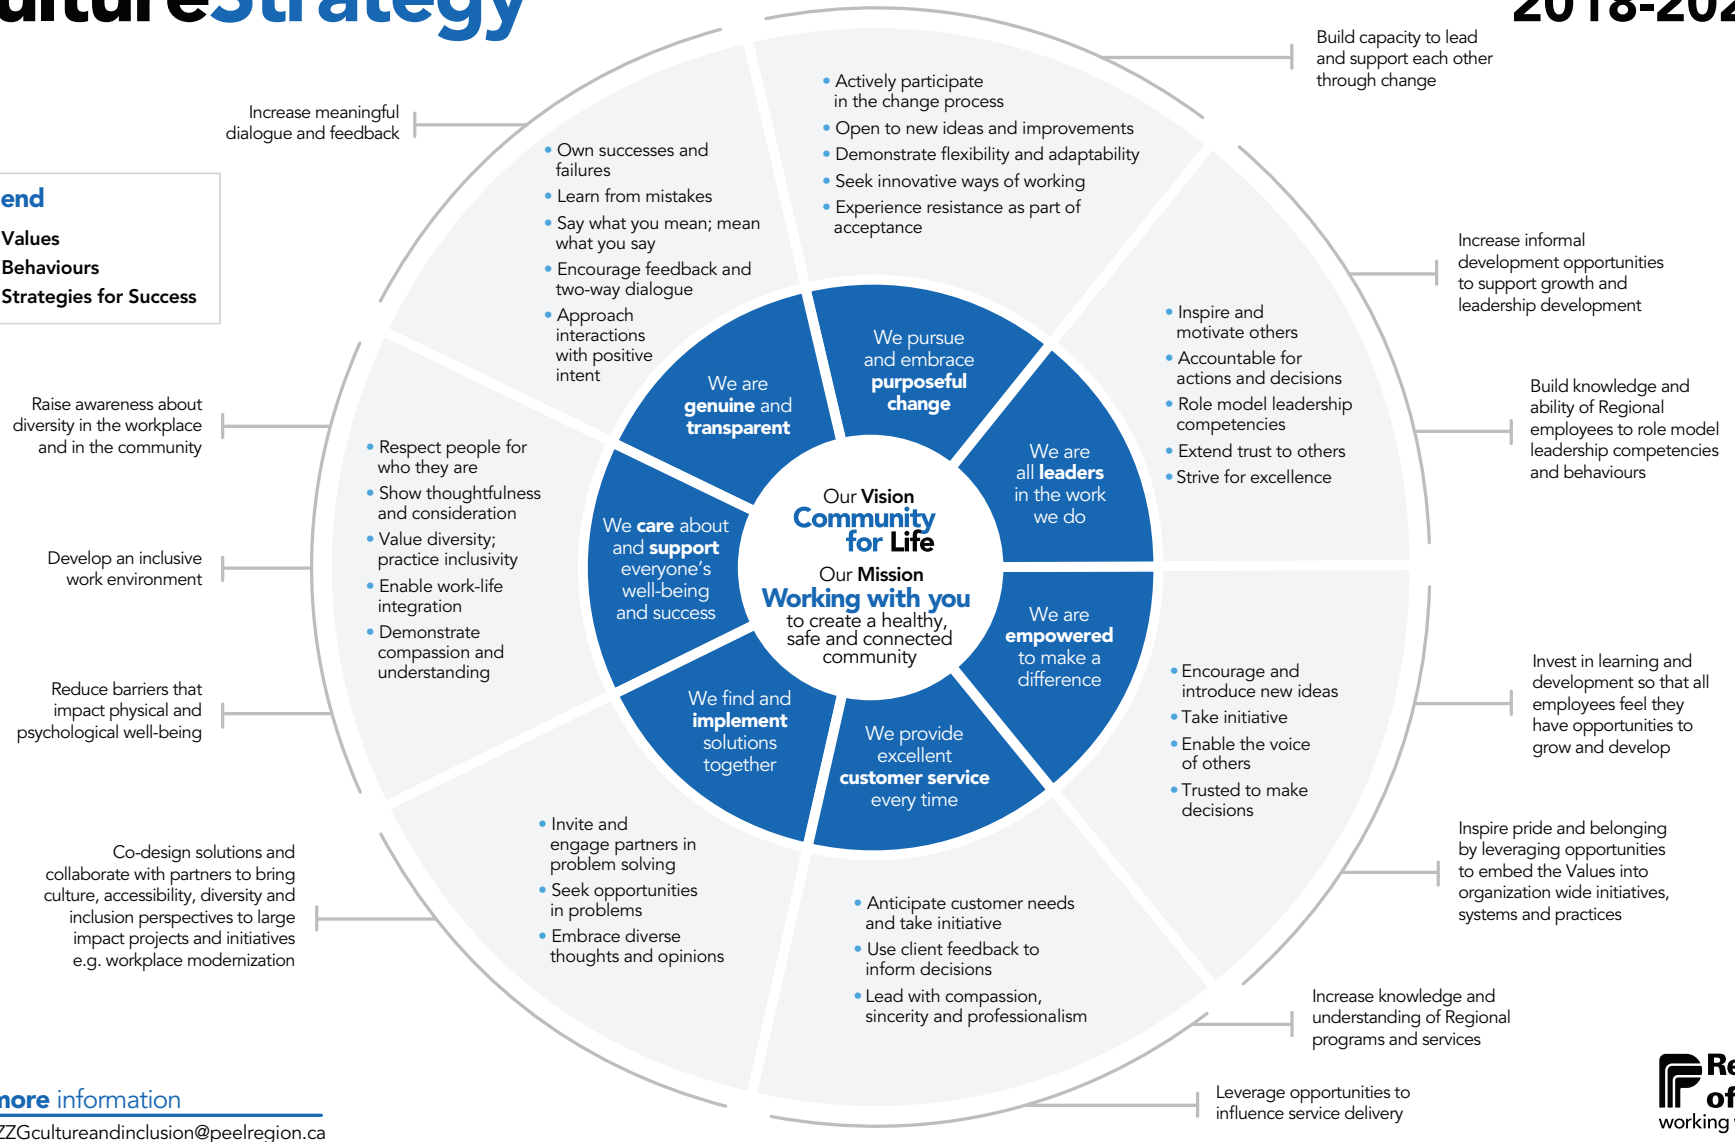 ultureStrategy
2018-202
Increase meaningful
dialogue and feedback
end
Values
Behaviours
Strategies for Success
Raise awareness about
diversity in the workplace
and in the community
Develop an inclusive
work environment
Reduce barriers that
impact physical and
psychological well-being
Co-design solutions and
collaborate with partners to bring
culture, accessibility, diversity and
inclusion perspectives to large
impact projects and initiatives
e.g. workplace modernization
• Own successes and
failures
• Learn from mistakes
• Say what you mean; mean
what you say
• Encourage feedback and
two-way dialogue
• Approach
interactions
with positive
intent
• Actively participate
in the change process
• Open to new ideas and improvements
• Demonstrate flexibility and adaptability
• Seek innovative ways of working
• Experience resistance as part of
acceptance
• Inspire and
motivate others
• Accountable for
actions and decisions
• Role model leadership
competencies
• Extend trust to others
• Strive for excellence
• Respect people for
who they are
• Show thoughtfulness
and consideration
• Value diversity;
practice inclusivity
• Enable work-life
integration
• Demonstrate
compassion and
understanding
• Invite and
engage partners in
problem solving
• Seek opportunities
in problems
• Embrace diverse
thoughts and opinions
• Anticipate customer needs
and take initiative
• Use client feedback to
inform decisions
• Lead with compassion,
sincerity and professionalism
• Encourage and
introduce new ideas
• Take initiative
• Enable the voice
of others
• Trusted to make
decisions
We are
genuine and
transparent
We pursue
and embrace
purposeful
change
We are
all leaders
in the work
we do
We are
empowered
to make a
difference
We provide
excellent
customer service
every time
We find and
implement
solutions
together
We care about
and support
everyone's
well-being
and success
Our Vision
Community
for Life
Our Mission
Working with you
to create a healthy,
safe and connected
community
Build capacity to lead
and support each other
through change
Increase informal
development opportunities
to support growth and
leadership development
Build knowledge and
ability of Regional
employees to role model
leadership competencies
and behaviours
Invest in learning and
development so that all
employees feel they
have opportunities to
grow and develop
Inspire pride and belonging
by leveraging opportunities
to embed the Values into
organization wide initiatives,
systems and practices
Increase knowledge and
understanding of Regional
programs and services
Leverage opportunities to
influence service delivery
more information
ZZGcultureandinclusion@peelregion.ca
Re
of
working